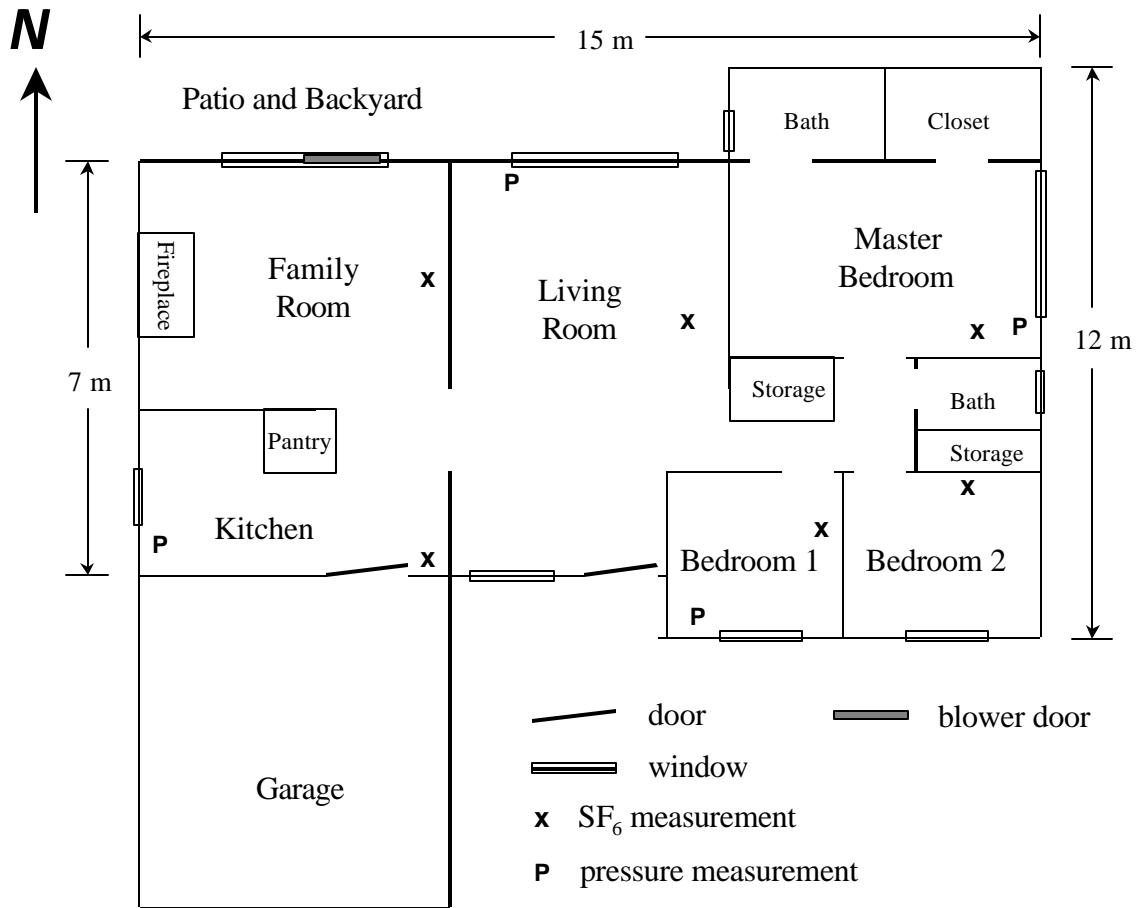 N
15 m
Patio and Backyard
Bath
Closet
P
Fireplace
Family
Room
x
Living
Room
x
Master
Bedroom
x
P
12 m
7 m
Storage
Bath
Pantry
Storage
x
Kitchen
P
x
x
Bedroom 1
Bedroom 2
P
door
blower door
window
Garage
x SF6 measurement
P pressure measurement